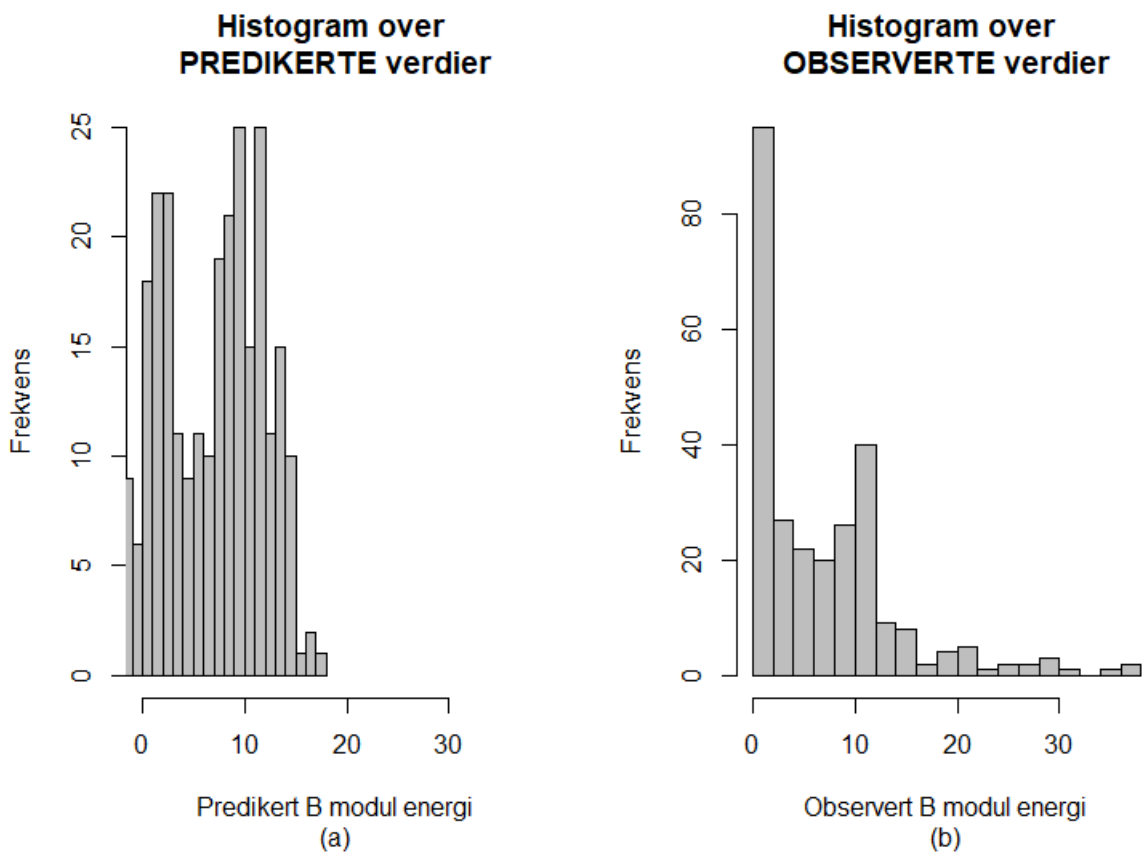 Histogram over
PREDIKERTE verdier
Frekvens
25
20
15
10
5
0
0 10 20 30
Predikert B modul energi
(a)
Histogram over
OBSERVERTE verdier
Frekvens
80
60
40
20
0
0 10 20 30
Observert B modul energi
(b)